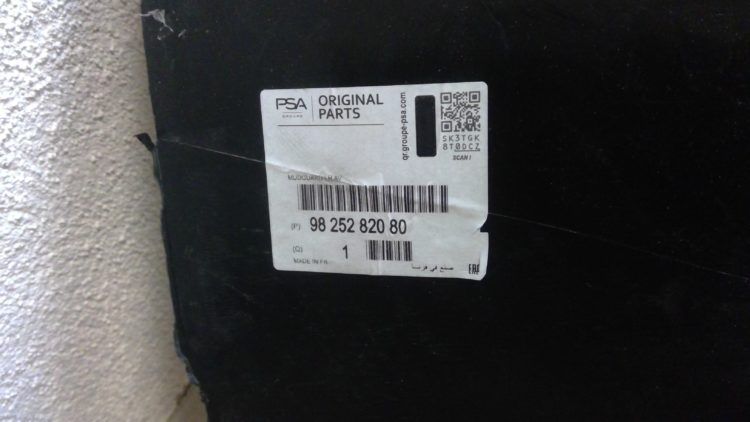 PSA
GROUPE
ORIGINAL
PARTS
qr.groupe-psa.com
SK3TGK
8T0DCZ
SCAN !
(P) 98 252 820 80
(Q) 1
MADE IN FR
صنع في فرنسا
EAC